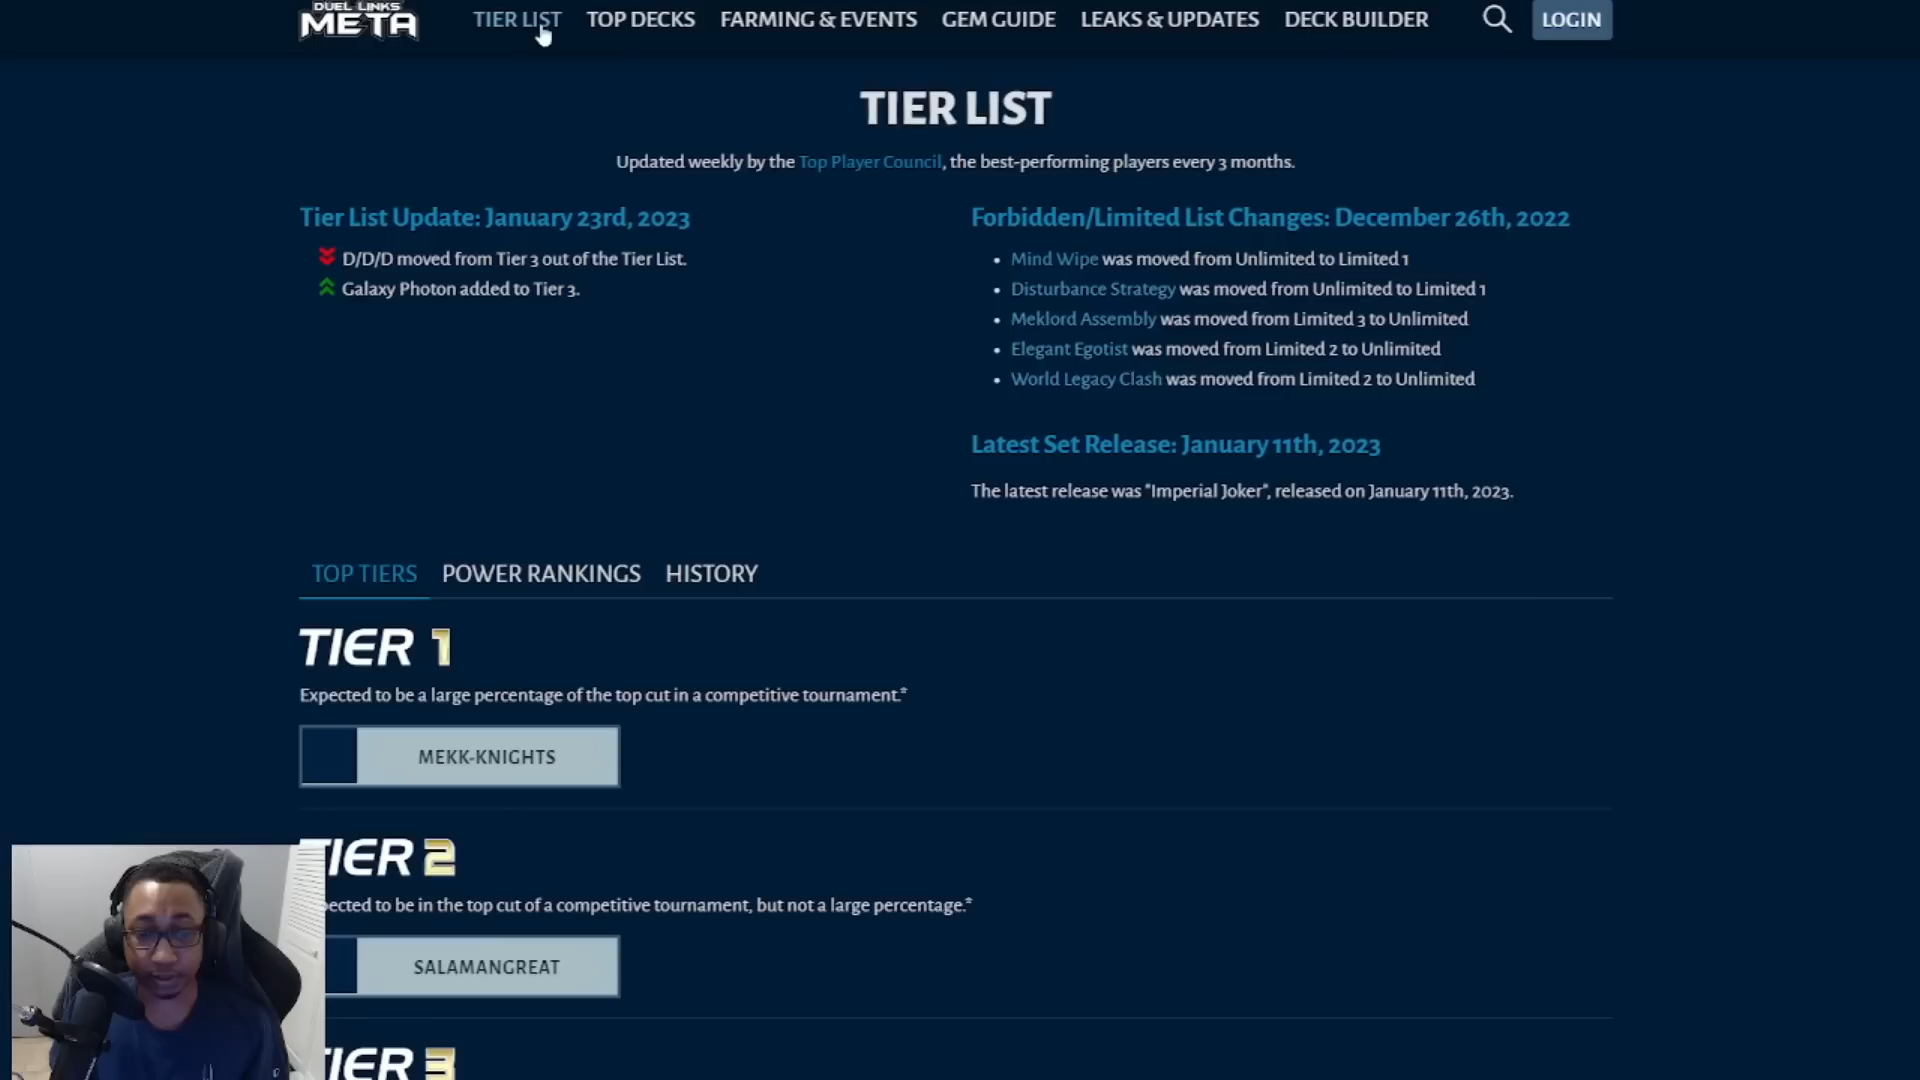 DUEL LINKS
META
TIER LIST
TOP DECKS
FARMING & EVENTS
GEM GUIDE
LEAKS & UPDATES
DECK BUILDER
LOGIN
TIER LIST
Updated weekly by the Top Player Council, the best-performing players every 3 months.
Tier List Update: January 23rd, 2023
D/D/D moved from Tier 3 out of the Tier List.
Galaxy Photon added to Tier 3.
Forbidden/Limited List Changes: December 26th, 2022
• Mind Wipe was moved from Unlimited to Limited 1
• Disturbance Strategy was moved from Unlimited to Limited 1
• Meklord Assembly was moved from Limited 3 to Unlimited
• Elegant Egotist was moved from Limited 2 to Unlimited
• World Legacy Clash was moved from Limited 2 to Unlimited
Latest Set Release: January 11th, 2023
The latest release was "Imperial Joker", released on January 11th, 2023.
TOP TIERS
POWER RANKINGS
HISTORY
TIER 1
Expected to be a large percentage of the top cut in a competitive tournament.*
MEKK-KNIGHTS
TIER 2
pected to be in the top cut of a competitive tournament, but not a large percentage.*
SALAMANGREAT
TIER 3